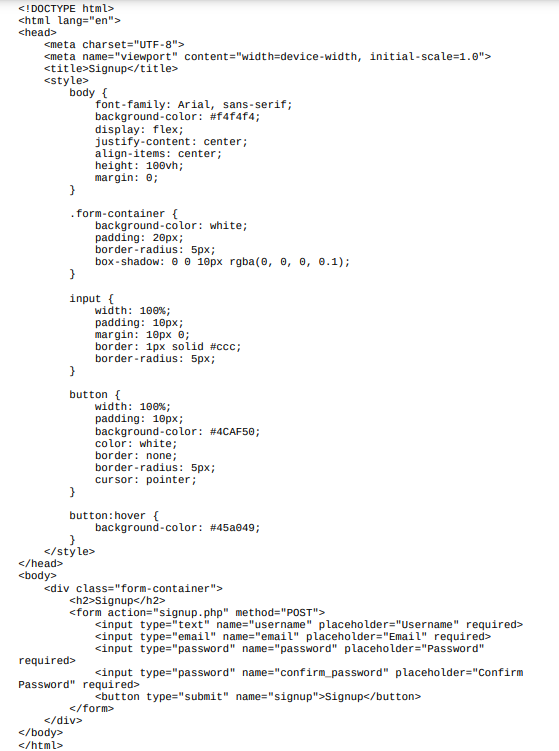 <!DOCTYPE html>
<html lang="en">
<head>
    <meta charset="UTF-8">
    <meta name="viewport" content="width=device-width, initial-scale=1.0">
    <title>Signup</title>
    <style>
        body {
            font-family: Arial, sans-serif;
            background-color: #f4f4f4;
            display: flex;
            justify-content: center;
            align-items: center;
            height: 100vh;
            margin: 0;
        }

        .form-container {
            background-color: white;
            padding: 20px;
            border-radius: 5px;
            box-shadow: 0 0 10px rgba(0, 0, 0, 0.1);
        }

        input {
            width: 100%;
            padding: 10px;
            margin: 10px 0;
            border: 1px solid #ccc;
            border-radius: 5px;
        }

        button {
            width: 100%;
            padding: 10px;
            background-color: #4CAF50;
            color: white;
            border: none;
            border-radius: 5px;
            cursor: pointer;
        }

        button:hover {
            background-color: #45a049;
        }
    </style>
</head>
<body>
    <div class="form-container">
        <h2>Signup</h2>
        <form action="signup.php" method="POST">
            <input type="text" name="username" placeholder="Username" required>
            <input type="email" name="email" placeholder="Email" required>
            <input type="password" name="password" placeholder="Password"
required>
            <input type="password" name="confirm_password" placeholder="Confirm
Password" required>
            <button type="submit" name="signup">Signup</button>
        </form>
    </div>
</body>
</html>